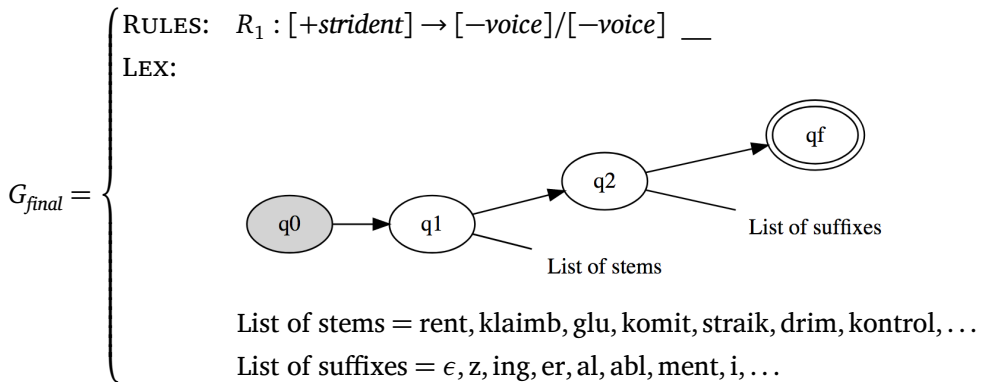 RULES: R₁ : [+strident] → [−voice]/[−voice] __
LEX:
G_final =
q0
q1
q2
qf
List of suffixes
List of stems
List of stems = rent, klaimb, glu, komit, straik, drim, kontrol, ...
List of suffixes = ϵ, z, ing, er, al, abl, ment, i, ...